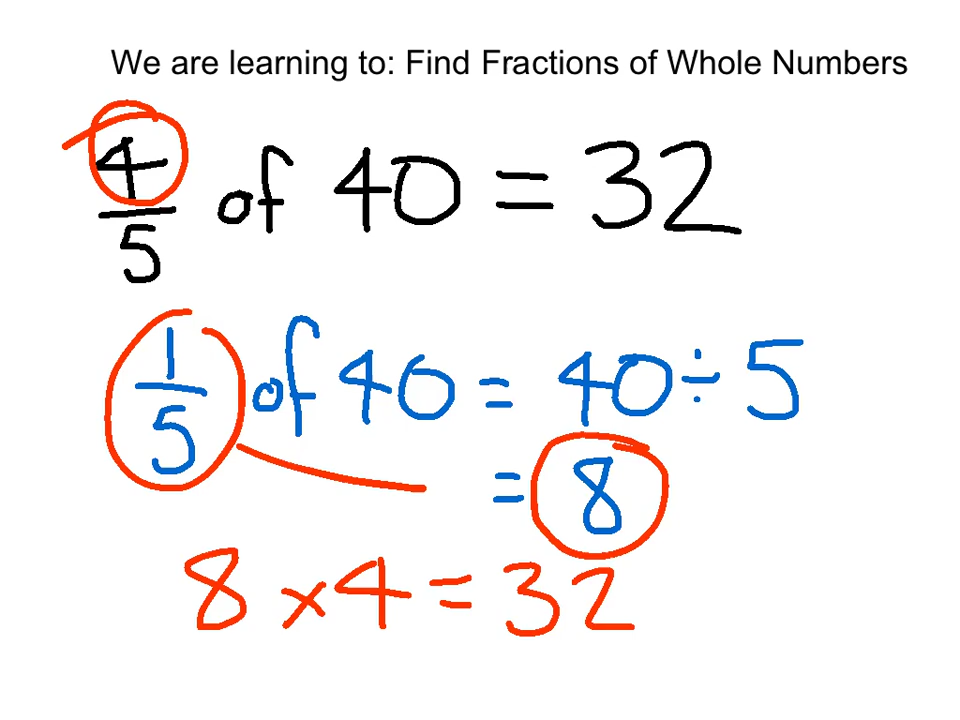 We are learning to: Find Fractions of Whole Numbers
4/5 of 40 = 32
1/5 of 40 = 40 ÷ 5
= 8
8 × 4 = 32